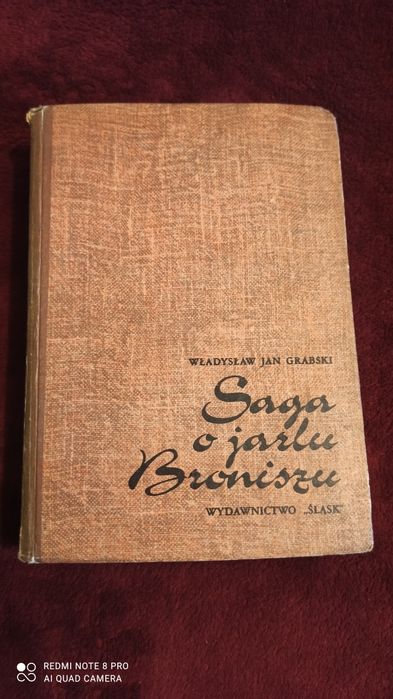 WŁADYSŁAW JAN GRABSKI
Saga
o jarlu
Broniszu
WYDAWNICTWO „ŚLĄSK”
REDMI NOTE 8 PRO
AI QUAD CAMERA